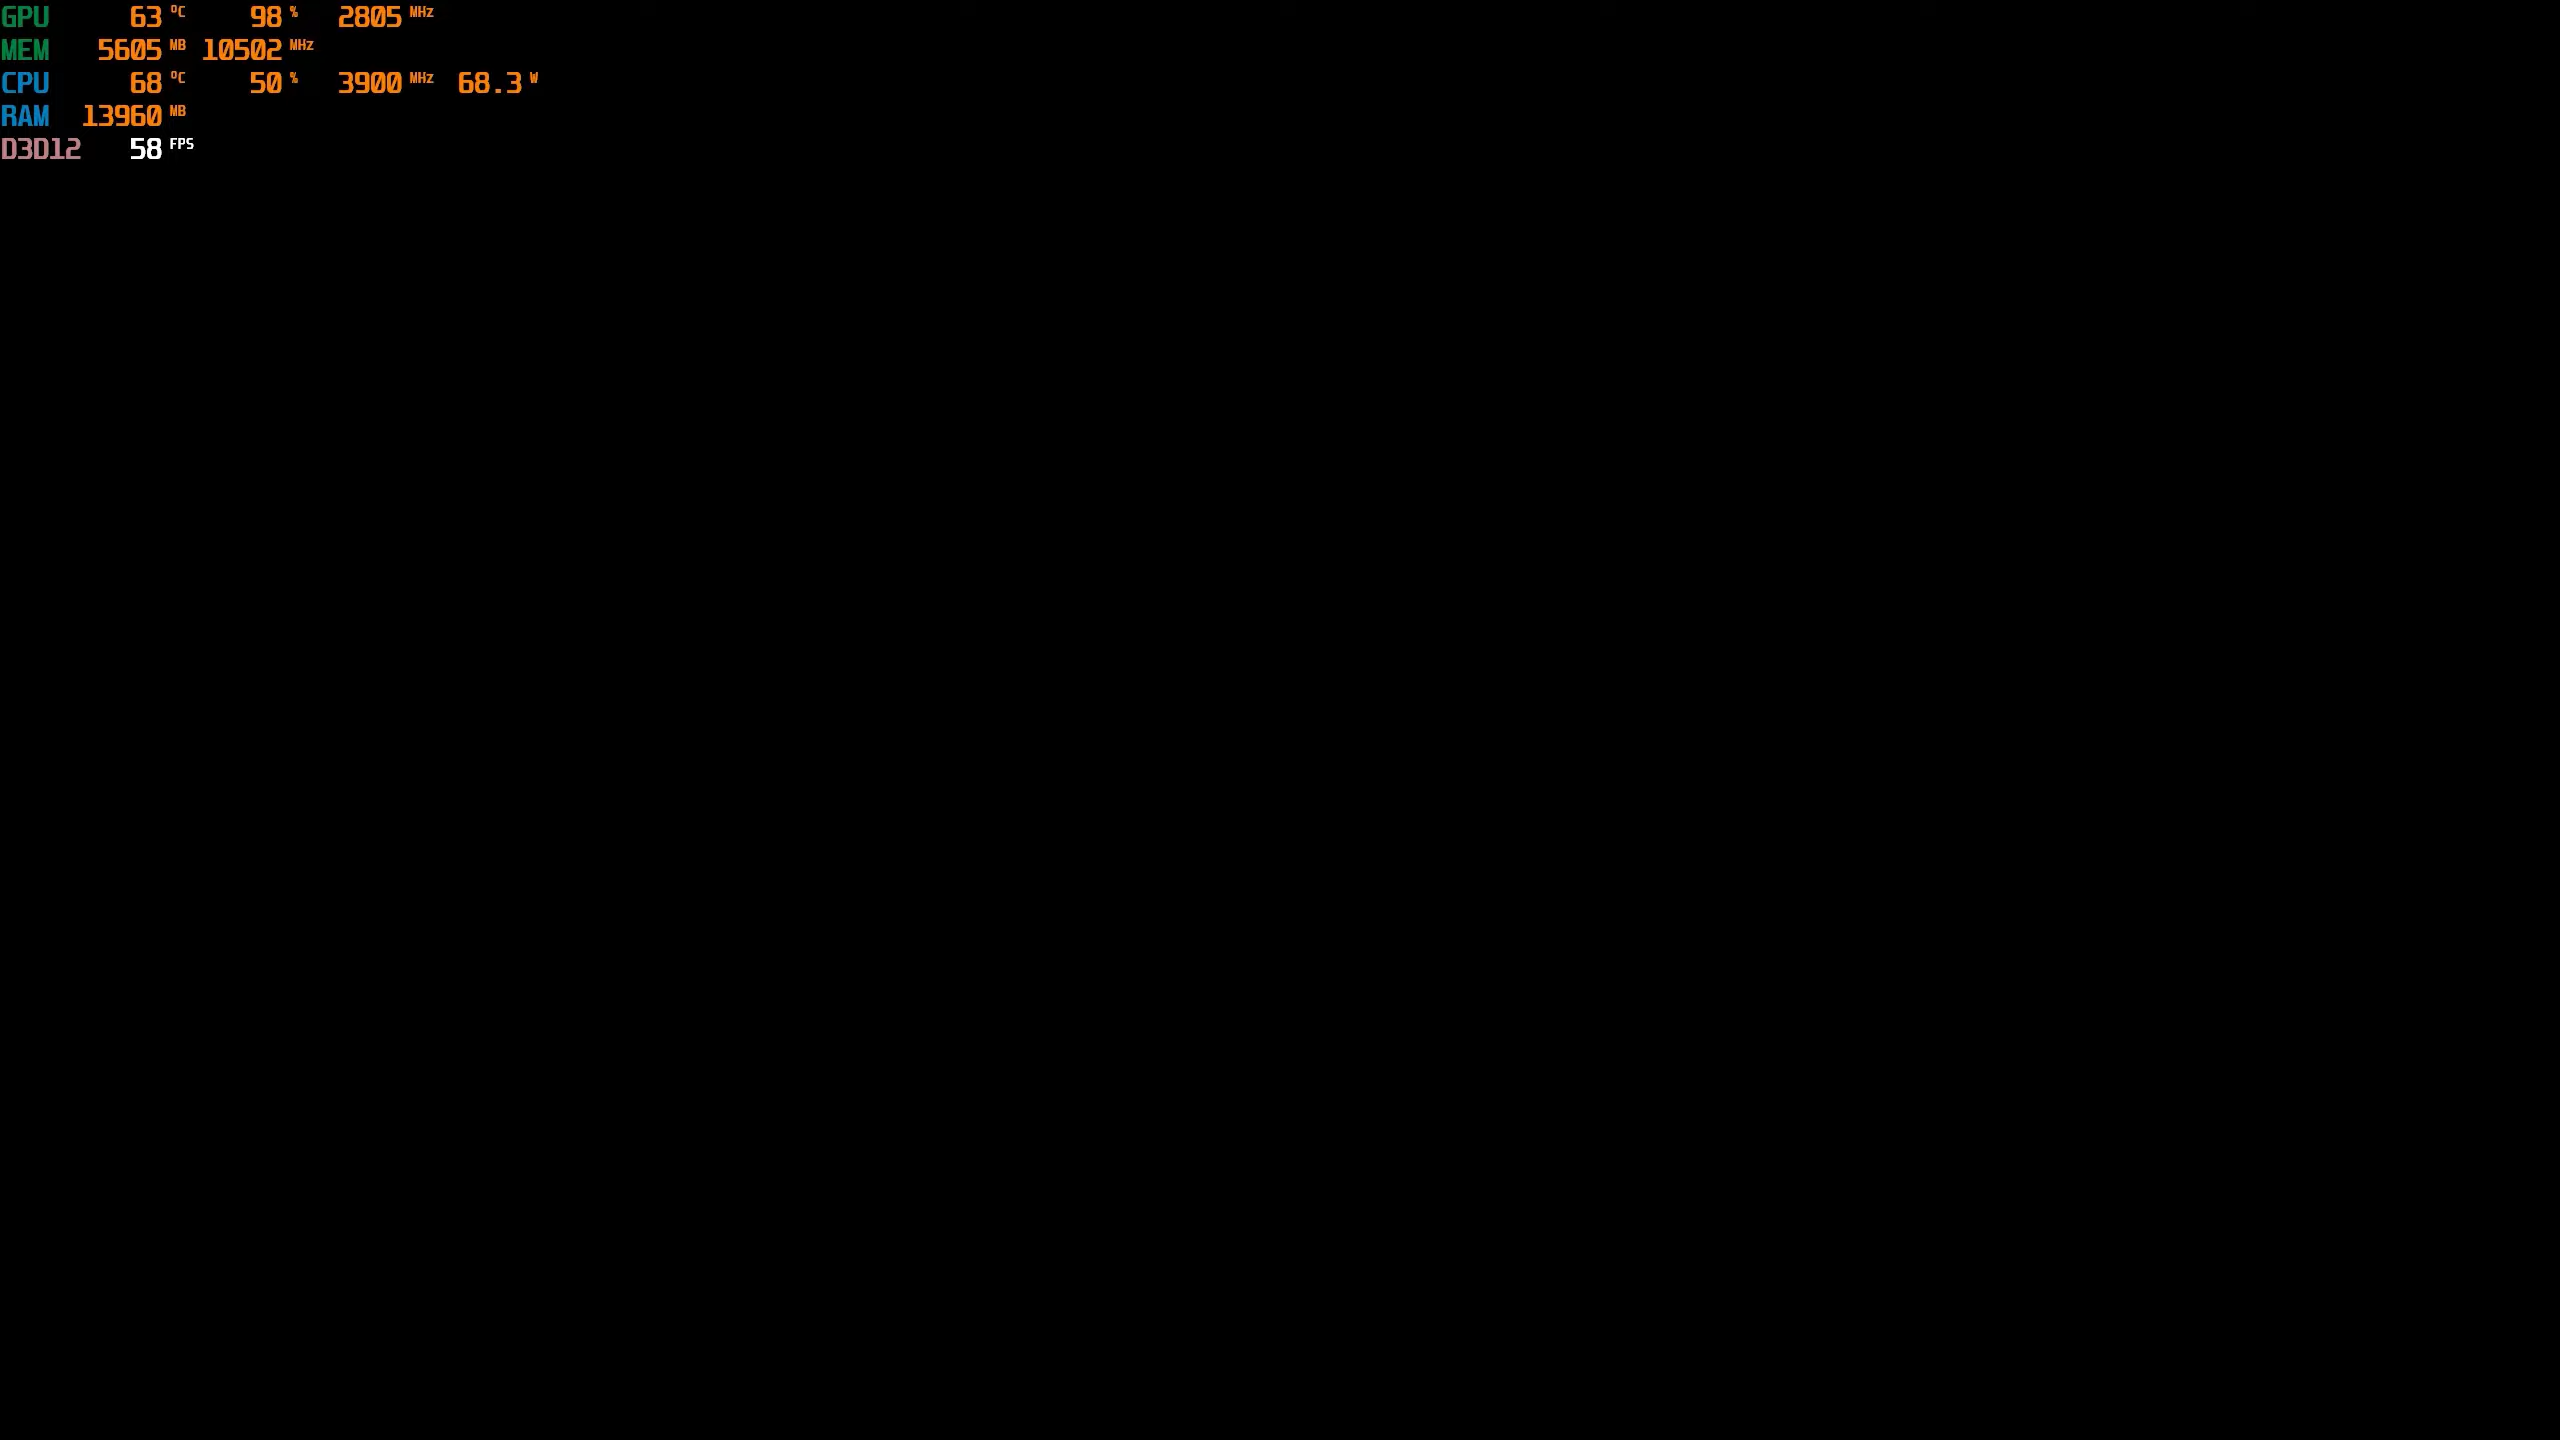 GPU 63 °C 98 % 2805 MHz
MEM 5605 MB 10502 MHz
CPU 68 °C 50 % 3900 MHz 68.3 W
RAM 13960 MB
D3D12 58 FPS